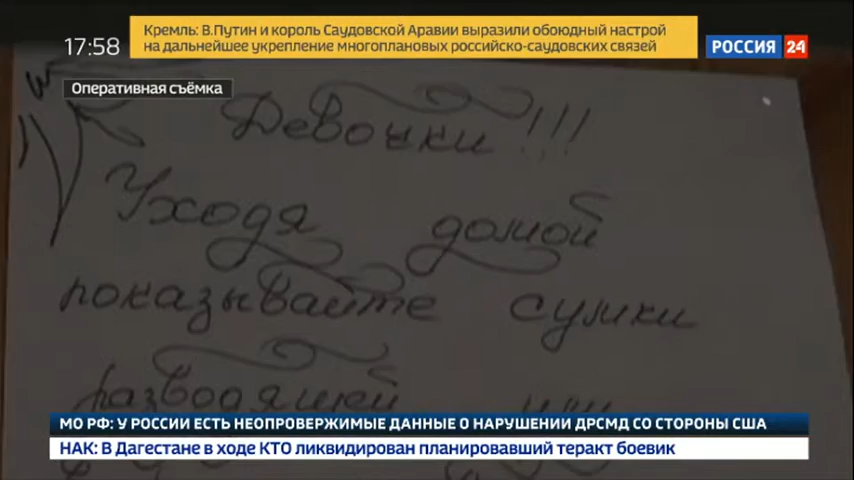 Кремль: В.Путин и король Саудовской Аравии выразили обоюдный настрой
на дальнейшее укрепление многоплановых российско-саудовских связей
17:58
РОССИЯ 24
Оперативная съёмка
Девочки!!!
Уходя домой
показывайте сумки
разводящей или
МО РФ: У РОССИИ ЕСТЬ НЕОПРОВЕРЖИМЫЕ ДАННЫЕ О НАРУШЕНИИ ДРСМД СО СТОРОНЫ США
НАК: В Дагестане в ходе КТО ликвидирован планировавший теракт боевик